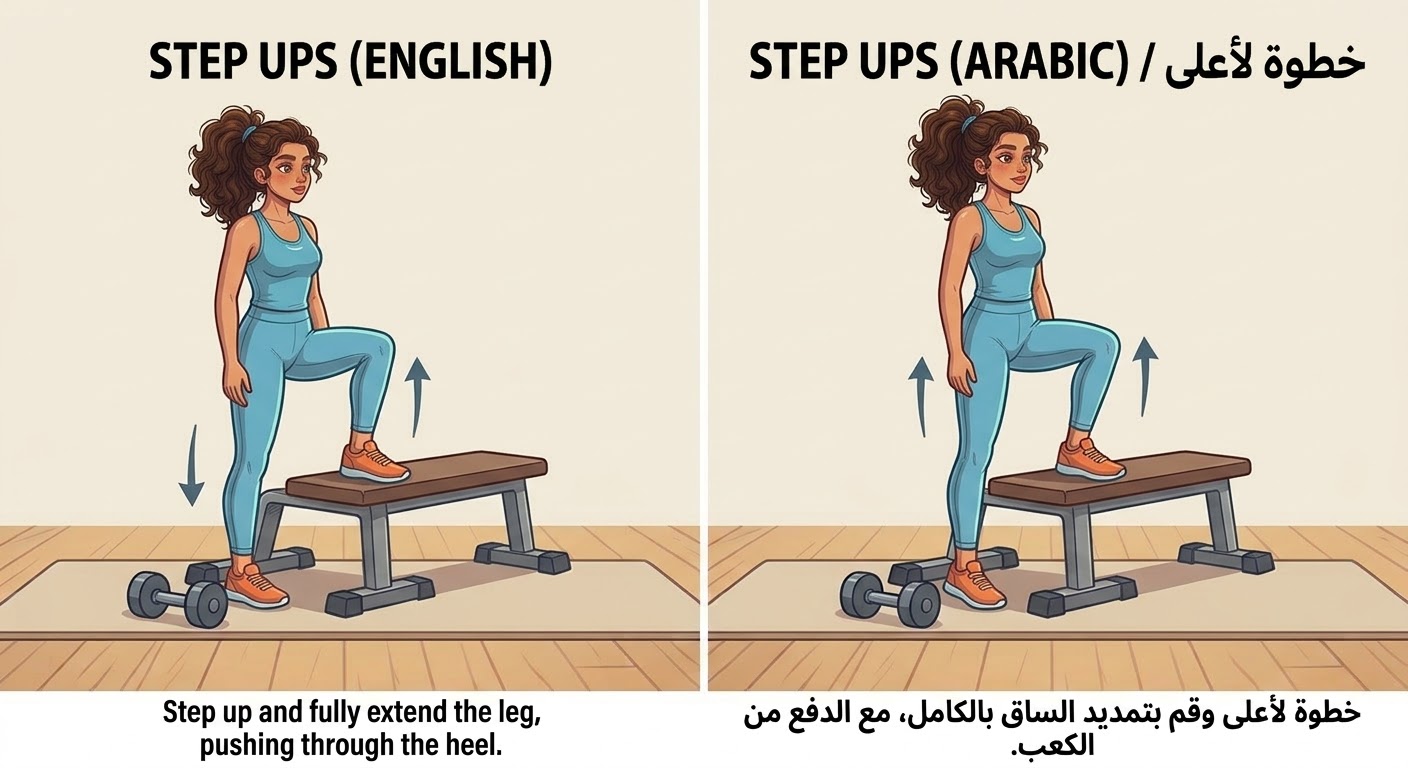 STEP UPS (ENGLISH)
Step up and fully extend the leg,
pushing through the heel.
STEP UPS (ARABIC) / خطوة لأعلى
خطوة لأعلى وقم بتمديد الساق بالكامل، مع الدفع من
الكعب.